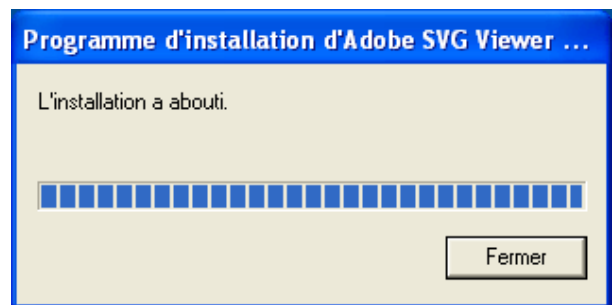 Programme d'installation d'Adobe SVG Viewer ...
L'installation a abouti.
Fermer